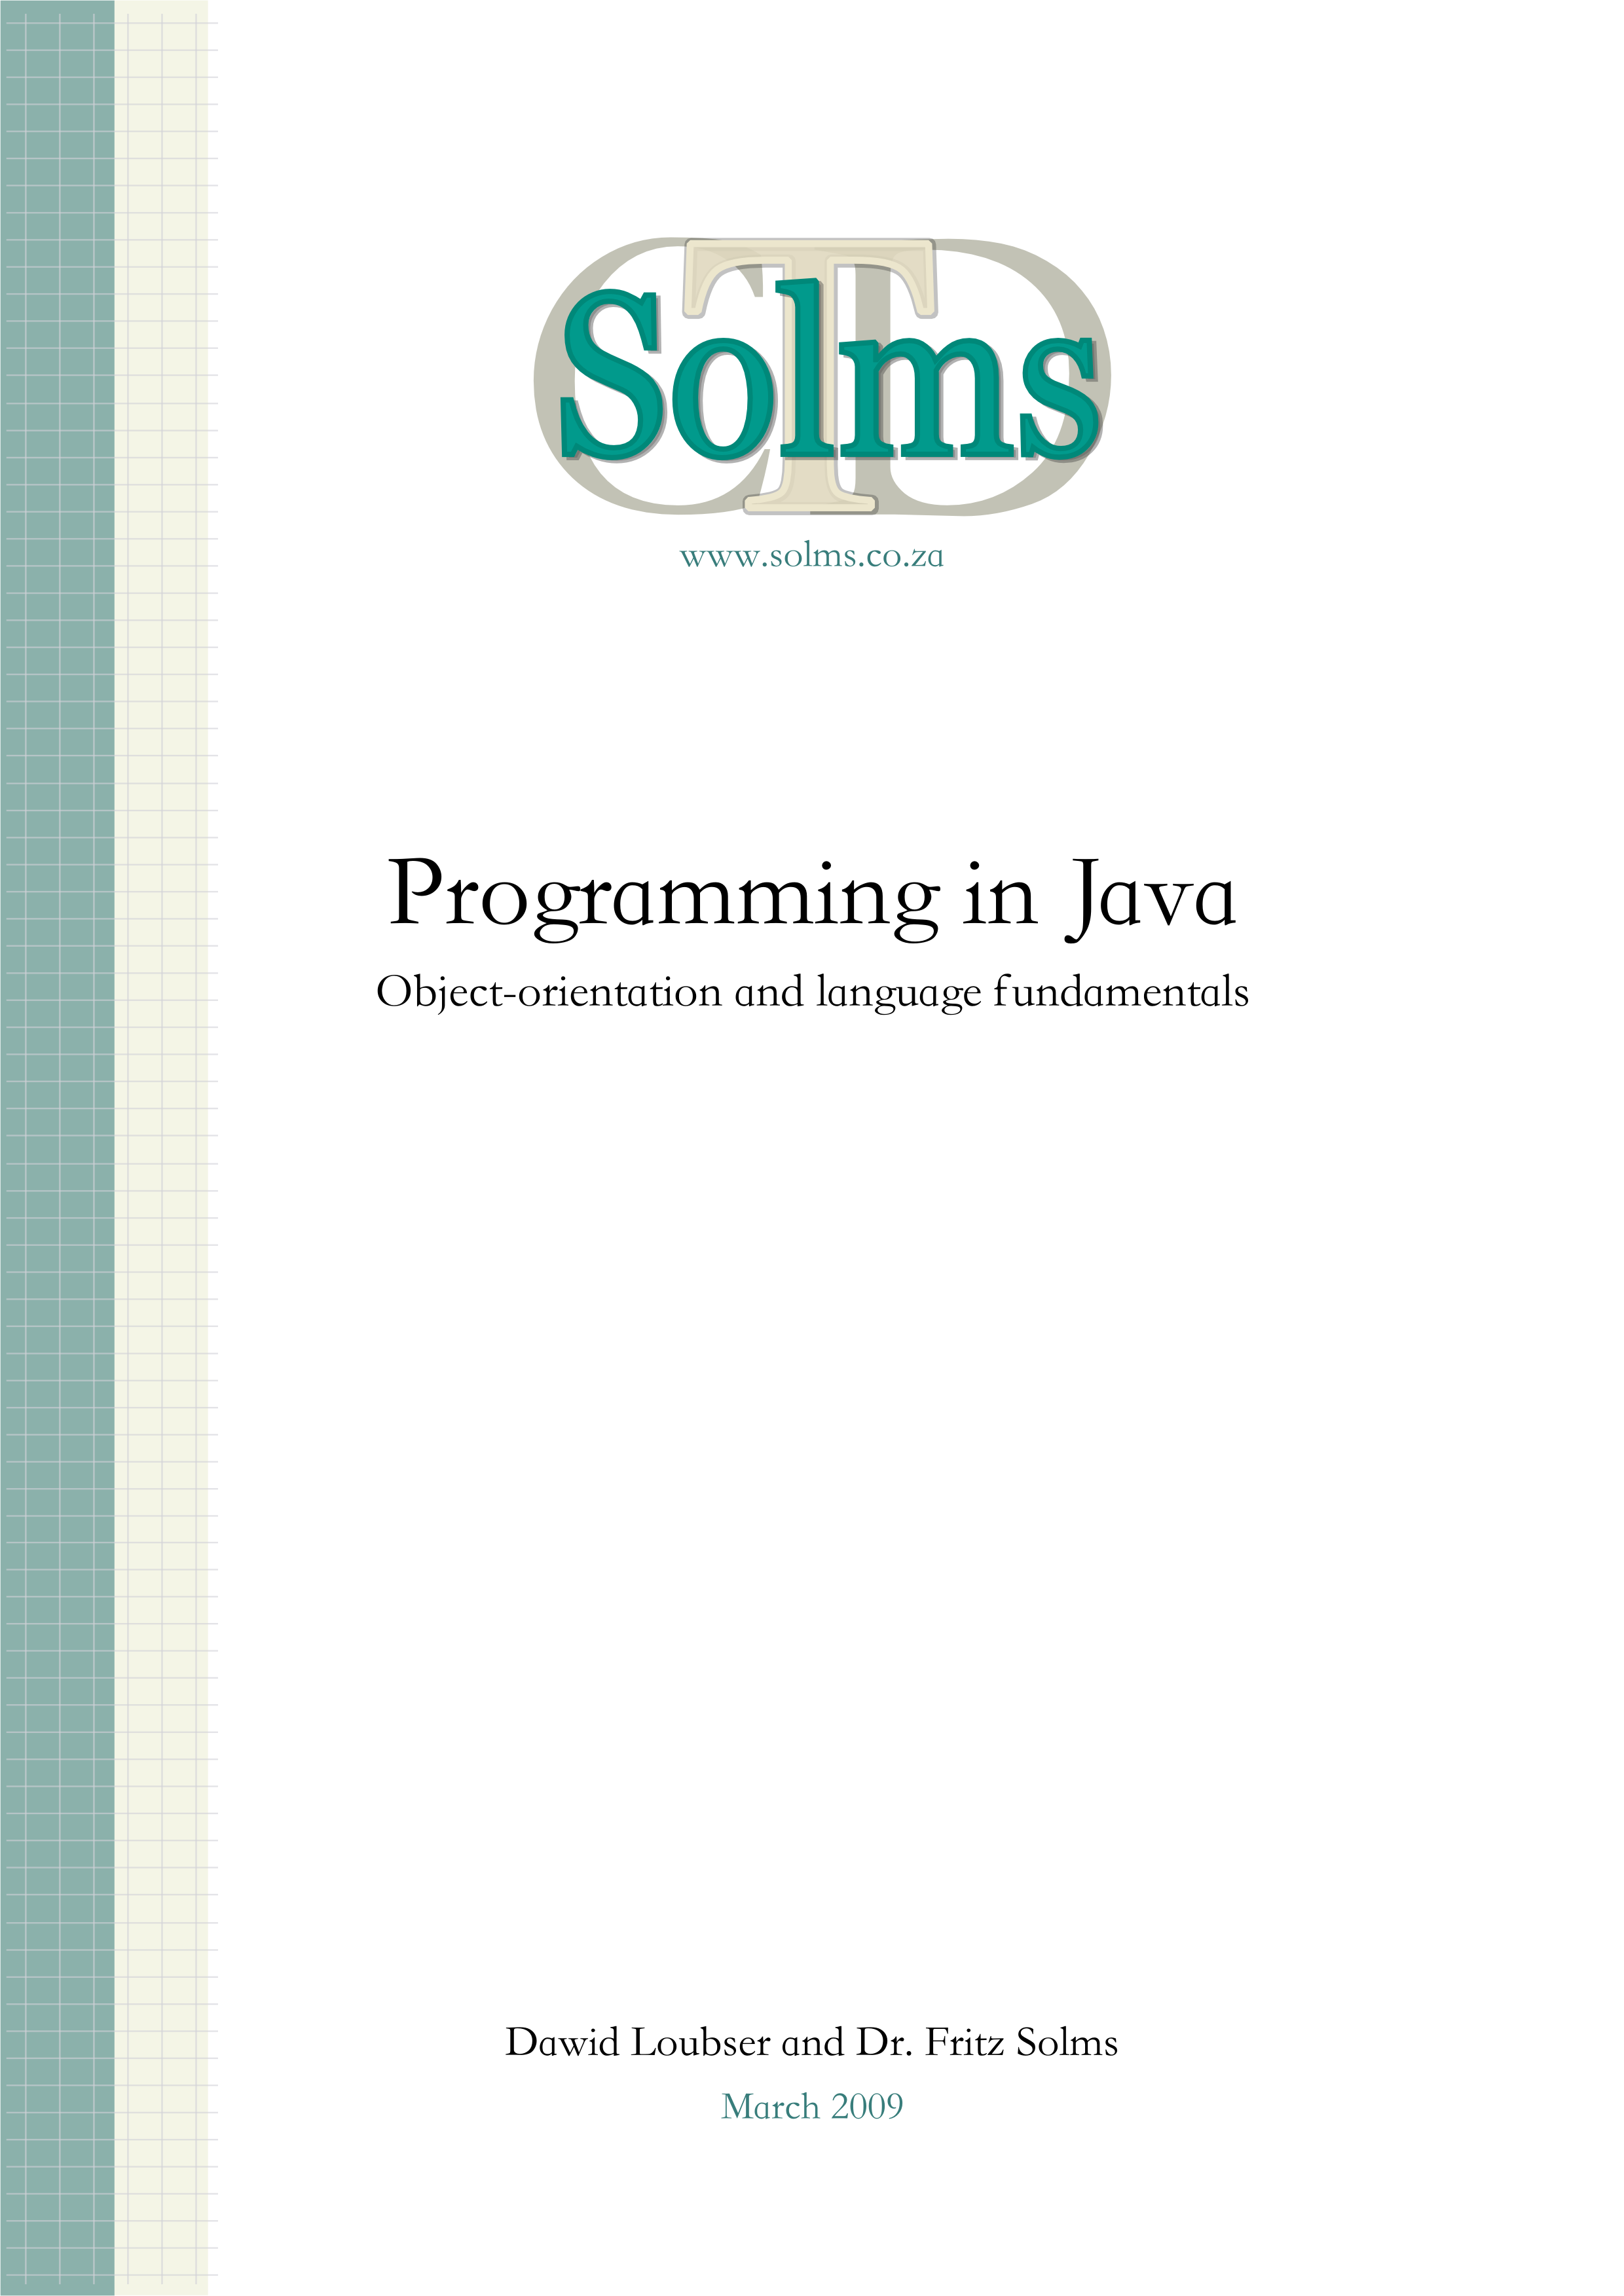 Solms
www.solms.co.za
Programming in Java
Object-orientation and language fundamentals
Dawid Loubser and Dr. Fritz Solms
March 2009